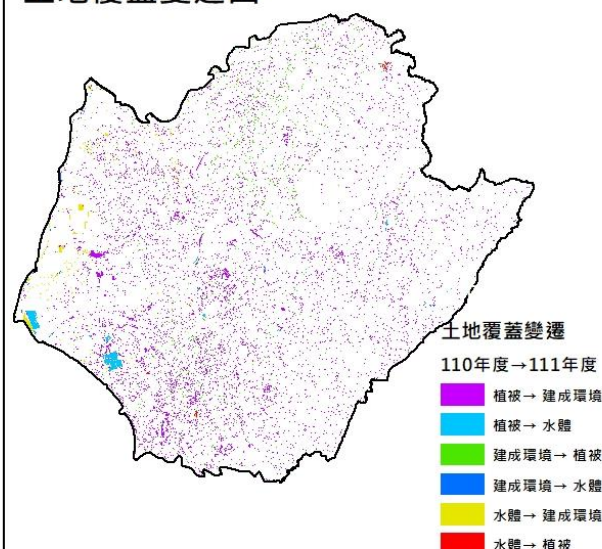 土地覆蓋變遷
110年度→111年度
植被→ 建成環境
植被→ 水體
建成環境→ 植被
建成環境→ 水體
水體→ 建成環境
水體→ 植被